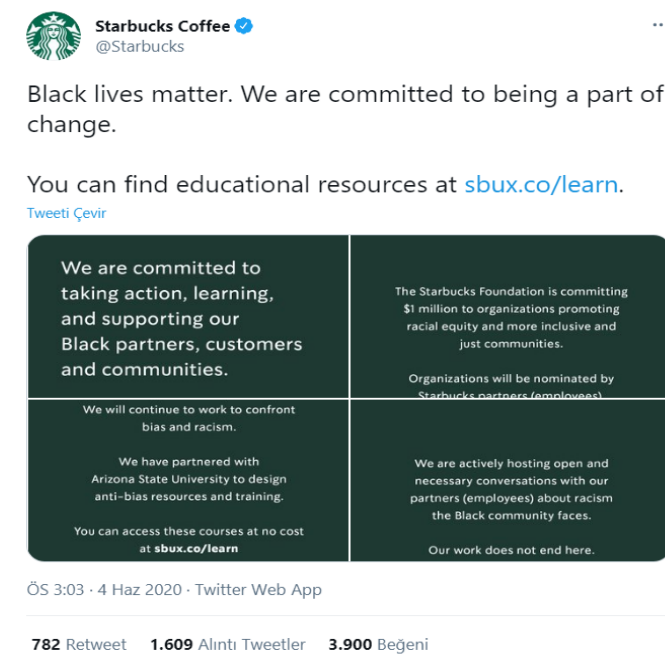 Starbucks Coffee
@Starbucks
Black lives matter. We are committed to being a part of
change.
You can find educational resources at sbux.co/learn.
Tweeti Çevir
We are committed to
taking action, learning,
and supporting our
Black partners, customers
and communities.
The Starbucks Foundation is committing
$1 million to organizations promoting
racial equity and more inclusive and
just communities.
Organizations will be nominated by
Starbucks partners (employees)
We will continue to work to confront
bias and racism.
We have partnered with
Arizona State University to design
anti-bias resources and training.
You can access these courses at no cost
at sbux.co/learn
We are actively hosting open and
necessary conversations with our
partners (employees) about racism
the Black community faces.
Our work does not end here.
ÖS 3:03 · 4 Haz 2020 · Twitter Web App
782 Retweet 1.609 Alıntı Tweetler 3.900 Beğeni